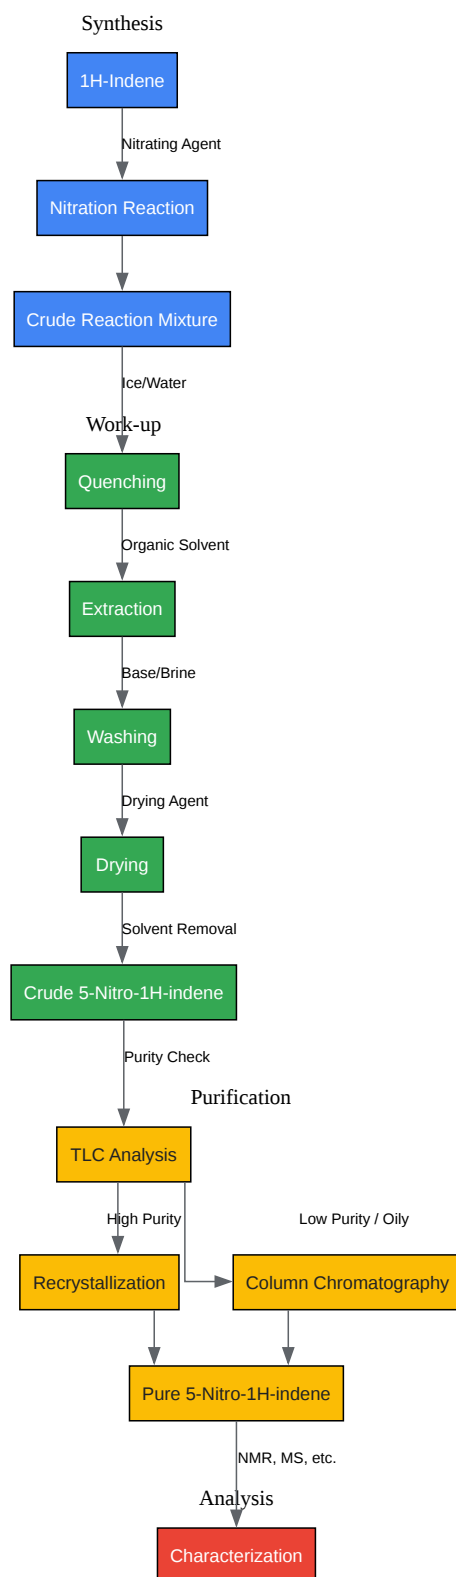 Synthesis
1H-Indene
Nitrating Agent
Nitration Reaction
Crude Reaction Mixture
Ice/Water
Work-up
Quenching
Organic Solvent
Extraction
Base/Brine
Washing
Drying Agent
Drying
Solvent Removal
Crude 5-Nitro-1H-indene
Purity Check
Purification
TLC Analysis
High Purity
Low Purity / Oily
Recrystallization
Column Chromatography
Pure 5-Nitro-1H-indene
NMR, MS, etc.
Analysis
Characterization